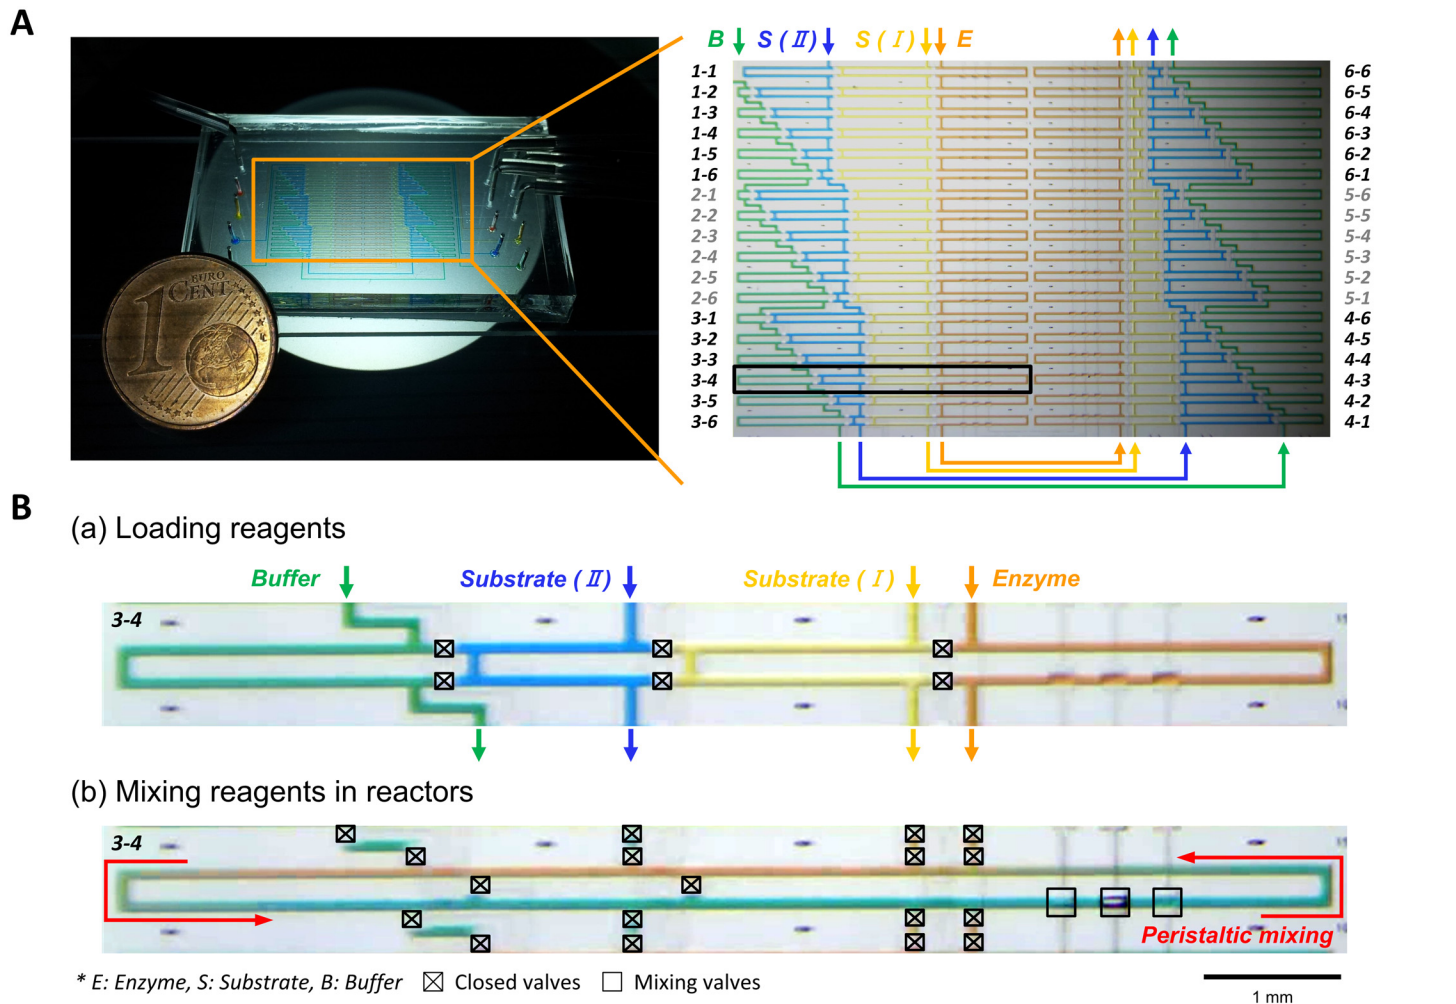 A
B S (Ⅱ) S (Ⅰ) E
1-1 6-6
1-2 6-5
1-3 6-4
1-4 6-3
1-5 6-2
1-6 6-1
2-1 5-6
2-2 5-5
2-3 5-4
2-4 5-3
2-5 5-2
2-6 5-1
3-1 4-6
3-2 4-5
3-3 4-4
3-4 4-3
3-5 4-2
3-6 4-1
1 EURO
CENT
B
(a) Loading reagents
Buffer Substrate (Ⅱ) Substrate (Ⅰ) Enzyme
3-4
(b) Mixing reagents in reactors
3-4
Peristaltic mixing
* E: Enzyme, S: Substrate, B: Buffer Closed valves Mixing valves
1 mm